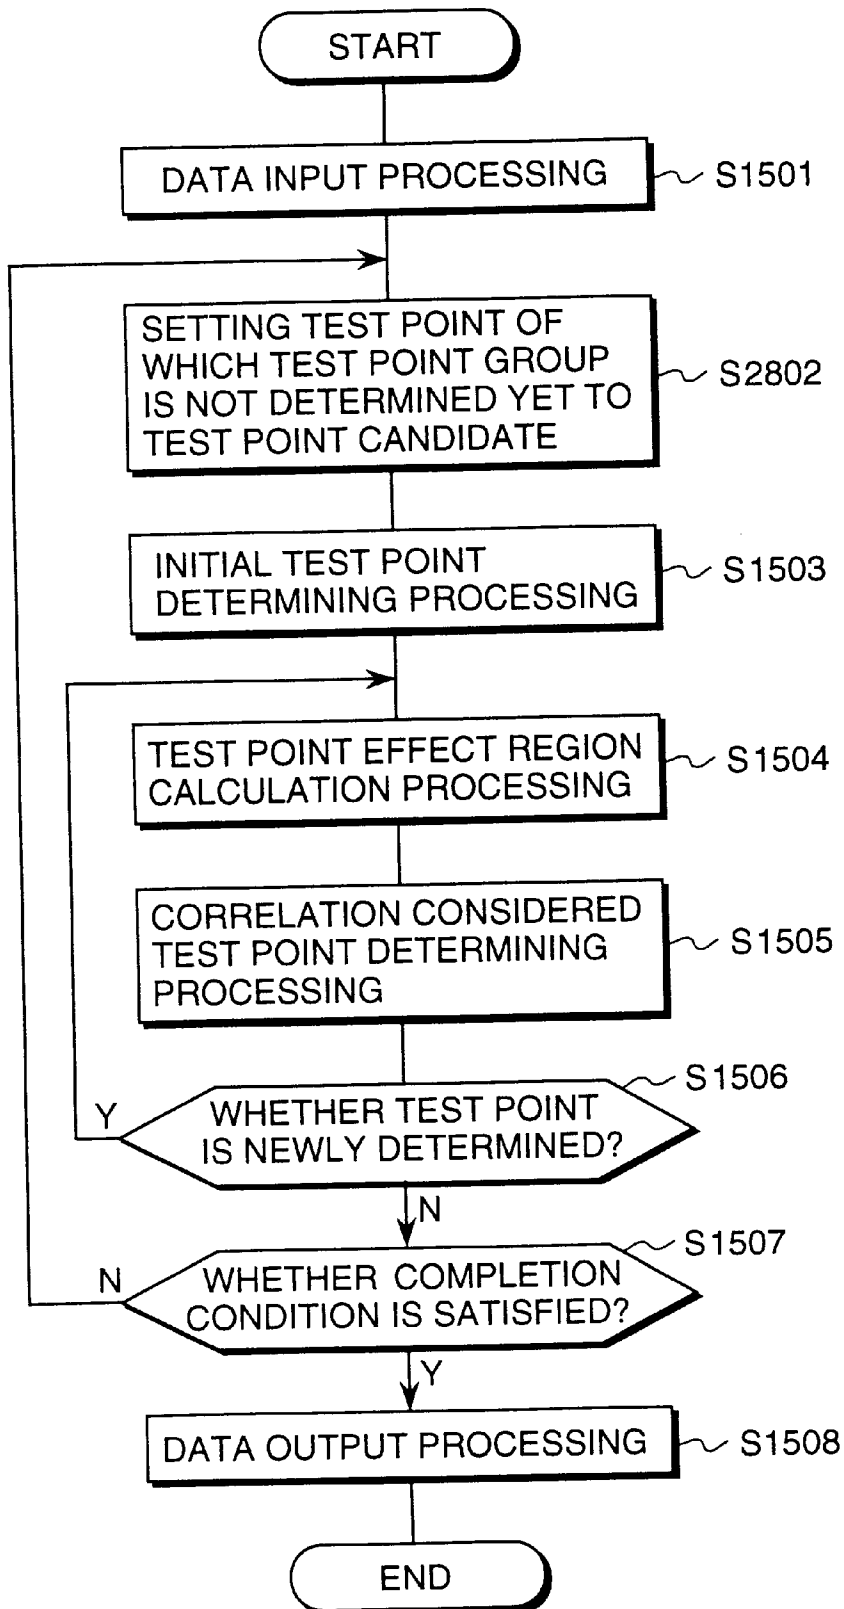 START
DATA INPUT PROCESSING
S1501
SETTING TEST POINT OF
WHICH TEST POINT GROUP
IS NOT DETERMINED YET TO
TEST POINT CANDIDATE
S2802
INITIAL TEST POINT
DETERMINING PROCESSING
S1503
TEST POINT EFFECT REGION
CALCULATION PROCESSING
S1504
CORRELATION CONSIDERED
TEST POINT DETERMINING
PROCESSING
S1505
S1506
Y
WHETHER TEST POINT
IS NEWLY DETERMINED?
N
S1507
N
WHETHER COMPLETION
CONDITION IS SATISFIED?
Y
DATA OUTPUT PROCESSING
S1508
END